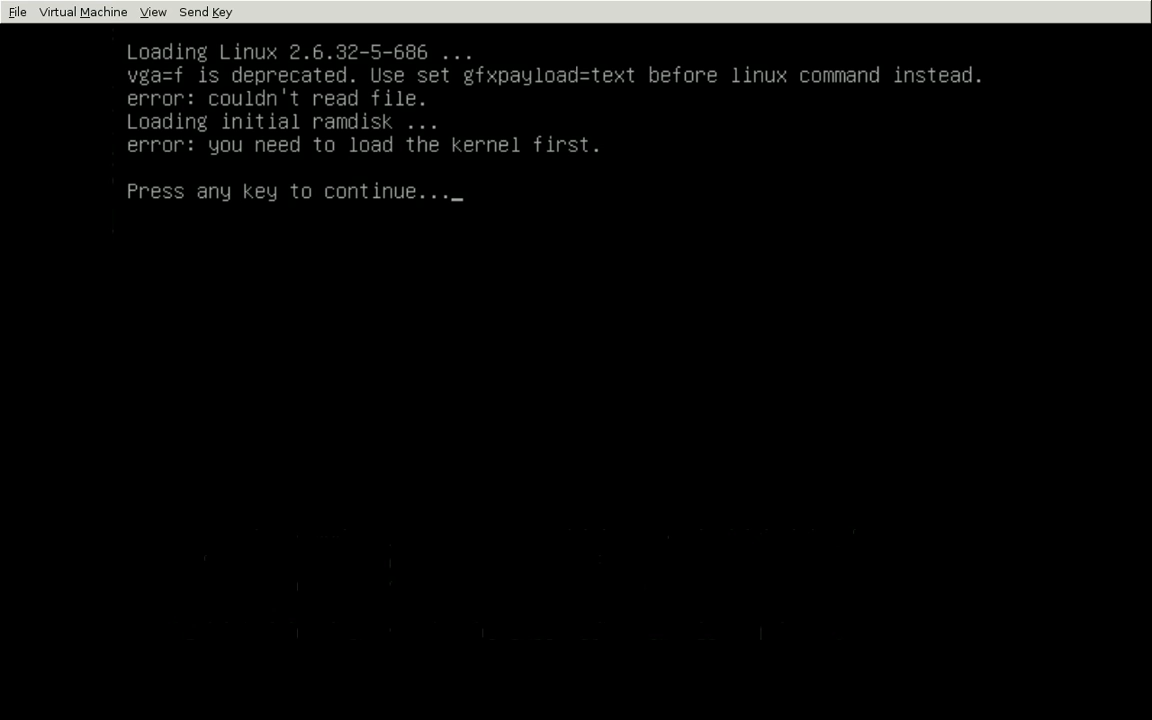 File Virtual Machine View Send Key
Loading Linux 2.6.32-5-686 ...
vga=f is deprecated. Use set gfxpayload=text before linux command instead.
error: couldn't read file.
Loading initial ramdisk ...
error: you need to load the kernel first.
Press any key to continue..._